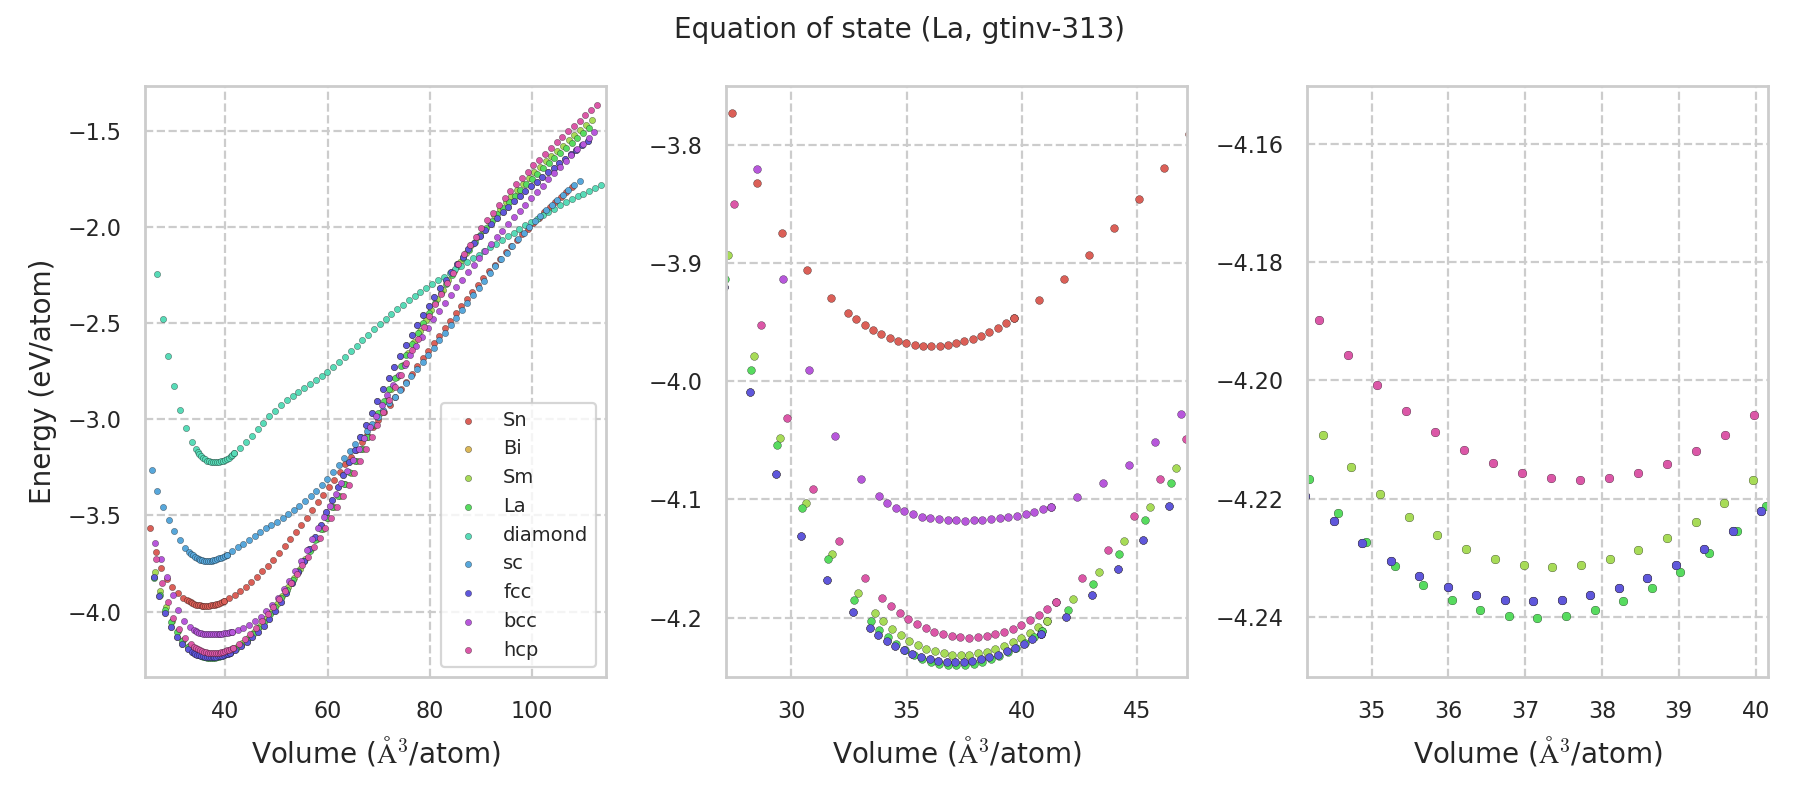 Equation of state (La, gtinv-313)
Energy (eV/atom)
−1.5
−2.0
−2.5
−3.0
−3.5
−4.0
40 60 80 100
Volume (Å³/atom)
Sn
Bi
Sm
La
diamond
sc
fcc
bcc
hcp
−3.8
−3.9
−4.0
−4.1
−4.2
30 35 40 45
Volume (Å³/atom)
−4.16
−4.18
−4.20
−4.22
−4.24
35 36 37 38 39 40
Volume (Å³/atom)